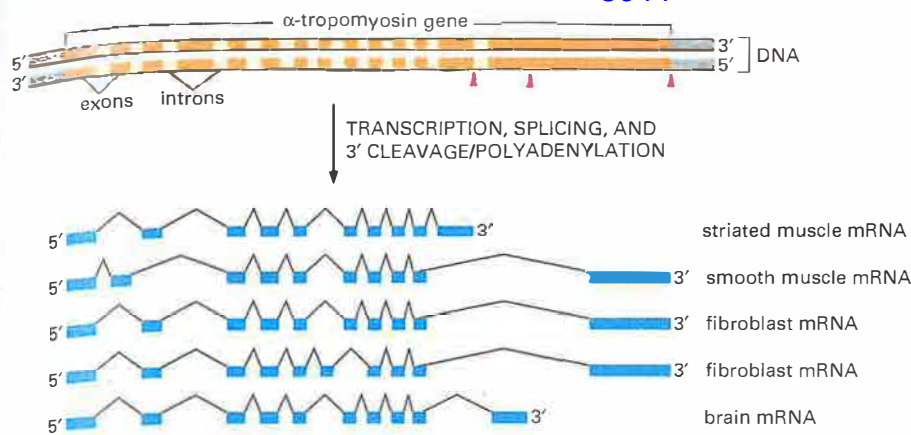 α-tropomyosin gene
5′ 3′
3′ 5′
DNA
exons introns
TRANSCRIPTION, SPLICING, AND
3′ CLEAVAGE/POLYADENYLATION
5′ 3′ striated muscle mRNA
5′ 3′ smooth muscle mRNA
5′ 3′ fibroblast mRNA
5′ 3′ fibroblast mRNA
5′ 3′ brain mRNA